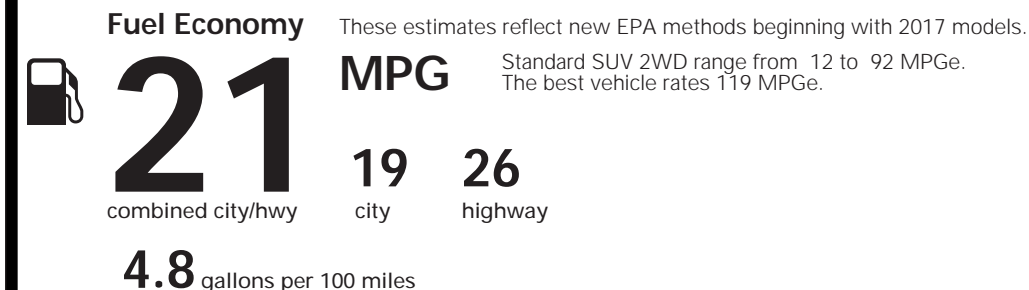 Fuel Economy These estimates reflect new EPA methods beginning with 2017 models.
21 MPG Standard SUV 2WD range from 12 to 92 MPGe.
The best vehicle rates 119 MPGe.
19 26
combined city/hwy city highway
4.8 gallons per 100 miles